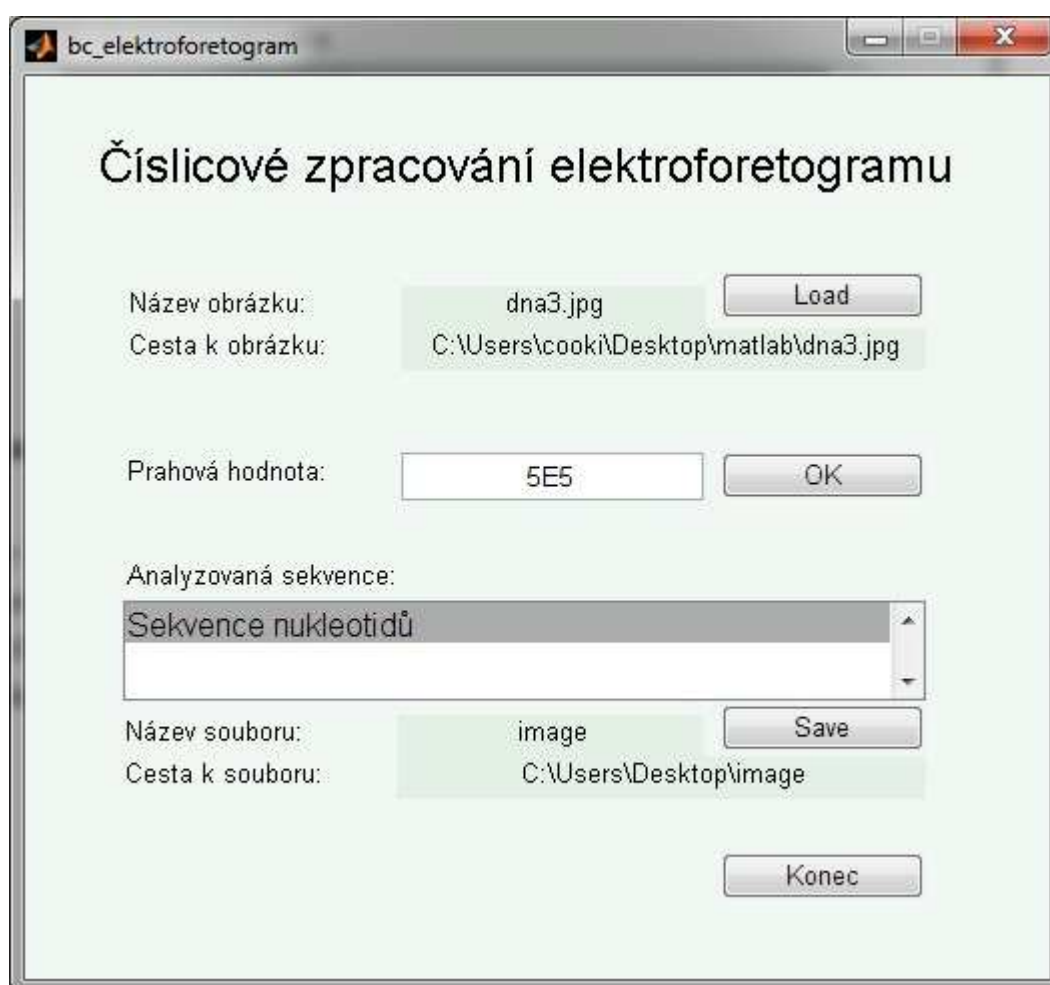 bc_elektroforetogram
Číslicové zpracování elektroforetogramu
Název obrázku: dna3.jpg Load
Cesta k obrázku: C:\Users\cooki\Desktop\matlab\dna3.jpg
Prahová hodnota: 5E5 OK
Analyzovaná sekvence:
Sekvence nukleotidů
Název souboru: image Save
Cesta k souboru: C:\Users\Desktop\image
Konec